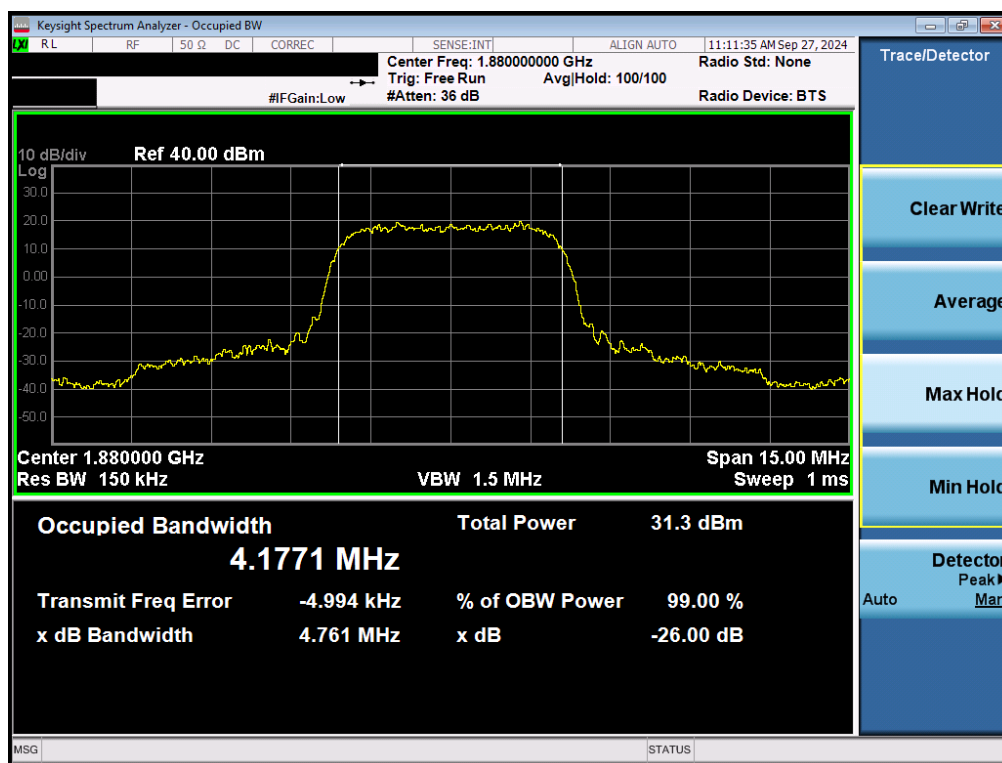 Keysight Spectrum Analyzer - Occupied BW
LXI RL RF 50 Ω DC CORREC SENSE:INT ALIGN AUTO 11:11:35 AM Sep 27, 2024
Center Freq: 1.880000000 GHz Radio Std: None
Trig: Free Run Avg|Hold: 100/100
#IFGain:Low #Atten: 36 dB Radio Device: BTS
Trace/Detector
10 dB/div Ref 40.00 dBm
Log
30.0
20.0
10.0
0.00
-10.0
-20.0
-30.0
-40.0
-50.0
Center 1.880000 GHz Span 15.00 MHz
Res BW 150 kHz VBW 1.5 MHz Sweep 1 ms
Occupied Bandwidth Total Power 31.3 dBm
4.1771 MHz
Transmit Freq Error -4.994 kHz % of OBW Power 99.00 %
x dB Bandwidth 4.761 MHz x dB -26.00 dB
Clear Write
Average
Max Hold
Min Hold
Detector
Peak
Auto Man
MSG STATUS